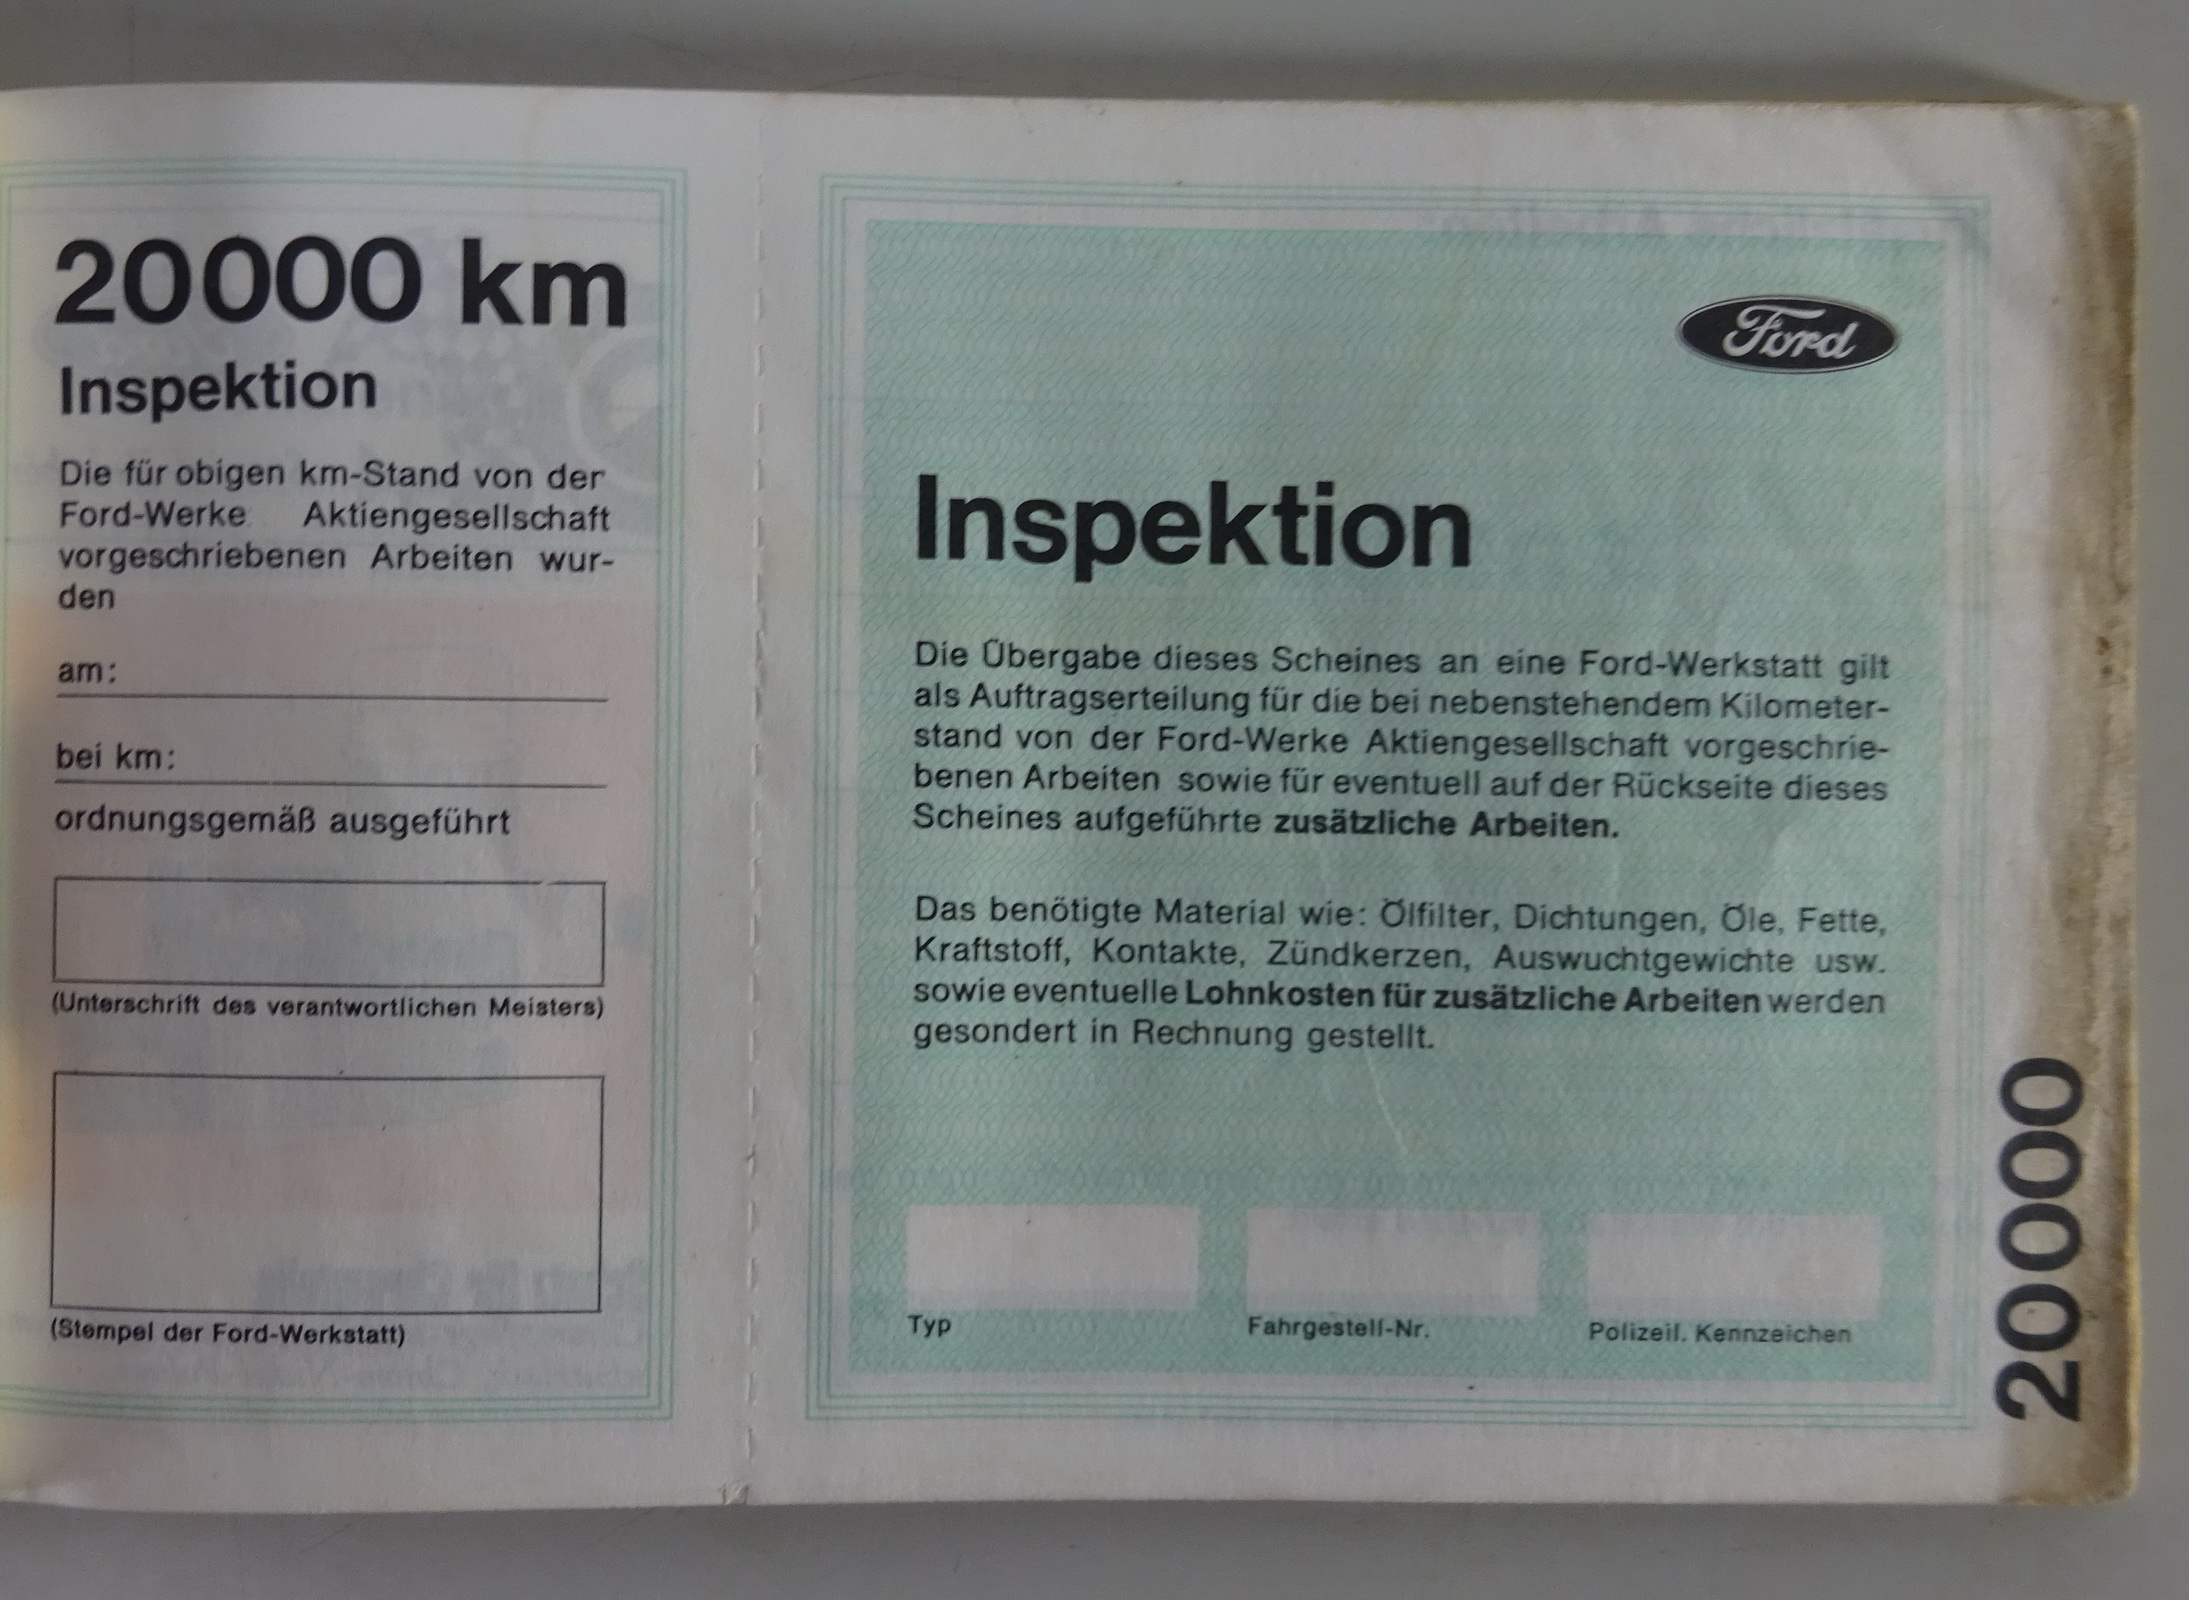 20000 km
Inspektion
Die für obigen km-Stand von der
Ford-Werke Aktiengesellschaft
vorgeschriebenen Arbeiten wur-
den
am:
bei km:
ordnungsgemäß ausgeführt
(Unterschrift des verantwortlichen Meisters)
(Stempel der Ford-Werkstatt)
Ford
Inspektion
Die Übergabe dieses Scheines an eine Ford-Werkstatt gilt
als Auftragserteilung für die bei nebenstehendem Kilometer-
stand von der Ford-Werke Aktiengesellschaft vorgeschrie-
benen Arbeiten sowie für eventuell auf der Rückseite dieses
Scheines aufgeführte zusätzliche Arbeiten.
Das benötigte Material wie: Ölfilter, Dichtungen, Öle, Fette,
Kraftstoff, Kontakte, Zündkerzen, Auswuchtgewichte usw.
sowie eventuelle Lohnkosten für zusätzliche Arbeiten werden
gesondert in Rechnung gestellt.
Typ
Fahrgestell-Nr.
Polizeil. Kennzeichen
20000